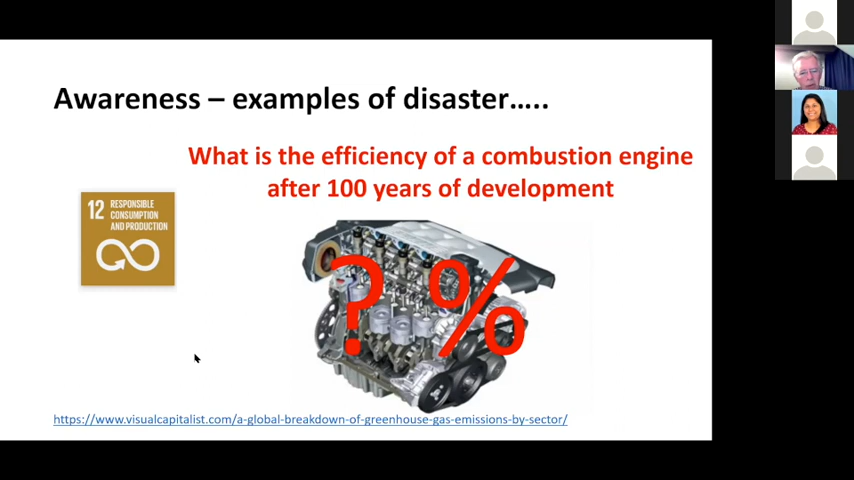 Awareness – examples of disaster…..
What is the efficiency of a combustion engine
after 100 years of development
12 RESPONSIBLE
CONSUMPTION
AND PRODUCTION
? %
https://www.visualcapitalist.com/a-global-breakdown-of-greenhouse-gas-emissions-by-sector/